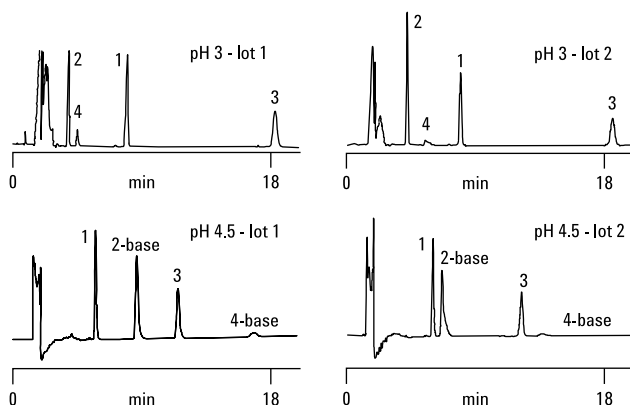 pH 3 - lot 1
2
1
4
3
0 min 18
pH 3 - lot 2
2
1
4
3
0 min 18
pH 4.5 - lot 1
1
2-base
3
4-base
0 min 18
pH 4.5 - lot 2
1
2-base
3
4-base
0 min 18